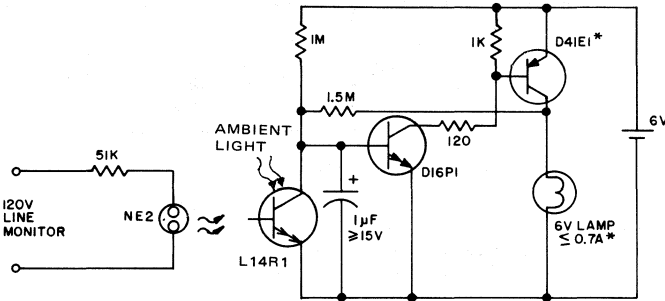 1M
1K
D41E1*
1.5M
AMBIENT
LIGHT
120
6V
51K
D16P1
120V
LINE
MONITOR
NE2
+
1µF
≥15V
6V LAMP
≤ 0.7A*
L14R1